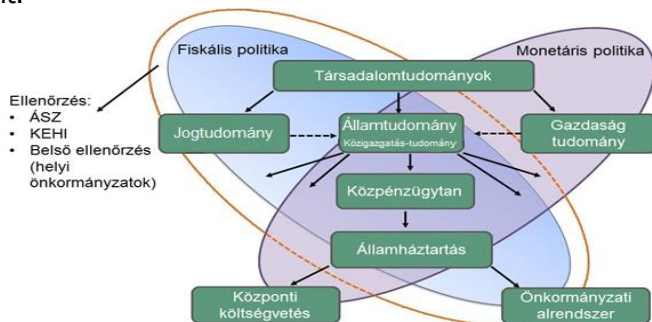 Fiskális politika
Monetáris politika
Társadalomtudományok
Ellenőrzés:
• ÁSZ
• KEHI
• Belső ellenőrzés
(helyi
önkormányzatok)
Jogtudomány
Államtudomány
Közigazgatás-tudomány
Gazdaság
tudomány
Közpénzügytan
Államháztartás
Központi
költségvetés
Önkormányzati
alrendszer